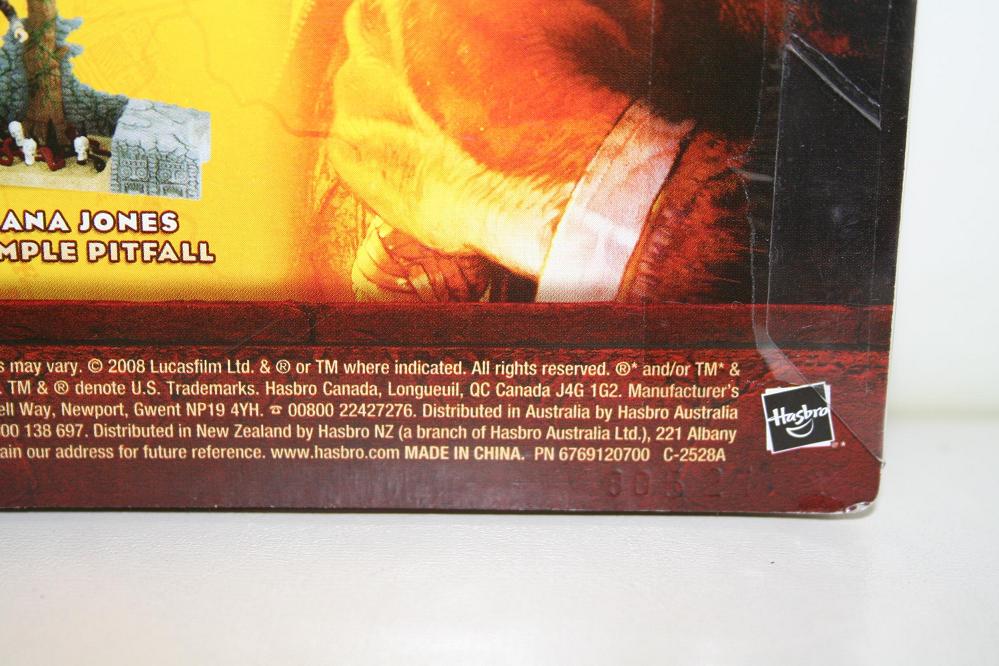 ANA JONES
MPLE PITFALL
s may vary. © 2008 Lucasfilm Ltd. & ® or TM where indicated. All rights reserved. ®* and/or TM* &
. TM & ® denote U.S. Trademarks. Hasbro Canada, Longueuil, QC Canada J4G 1G2. Manufacturer's
ell Way, Newport, Gwent NP19 4YH. ☎ 00800 22427276. Distributed in Australia by Hasbro Australia
00 138 697. Distributed in New Zealand by Hasbro NZ (a branch of Hasbro Australia Ltd.), 221 Albany
ain our address for future reference. www.hasbro.com MADE IN CHINA. PN 6769120700 C-2528A
Hasbro